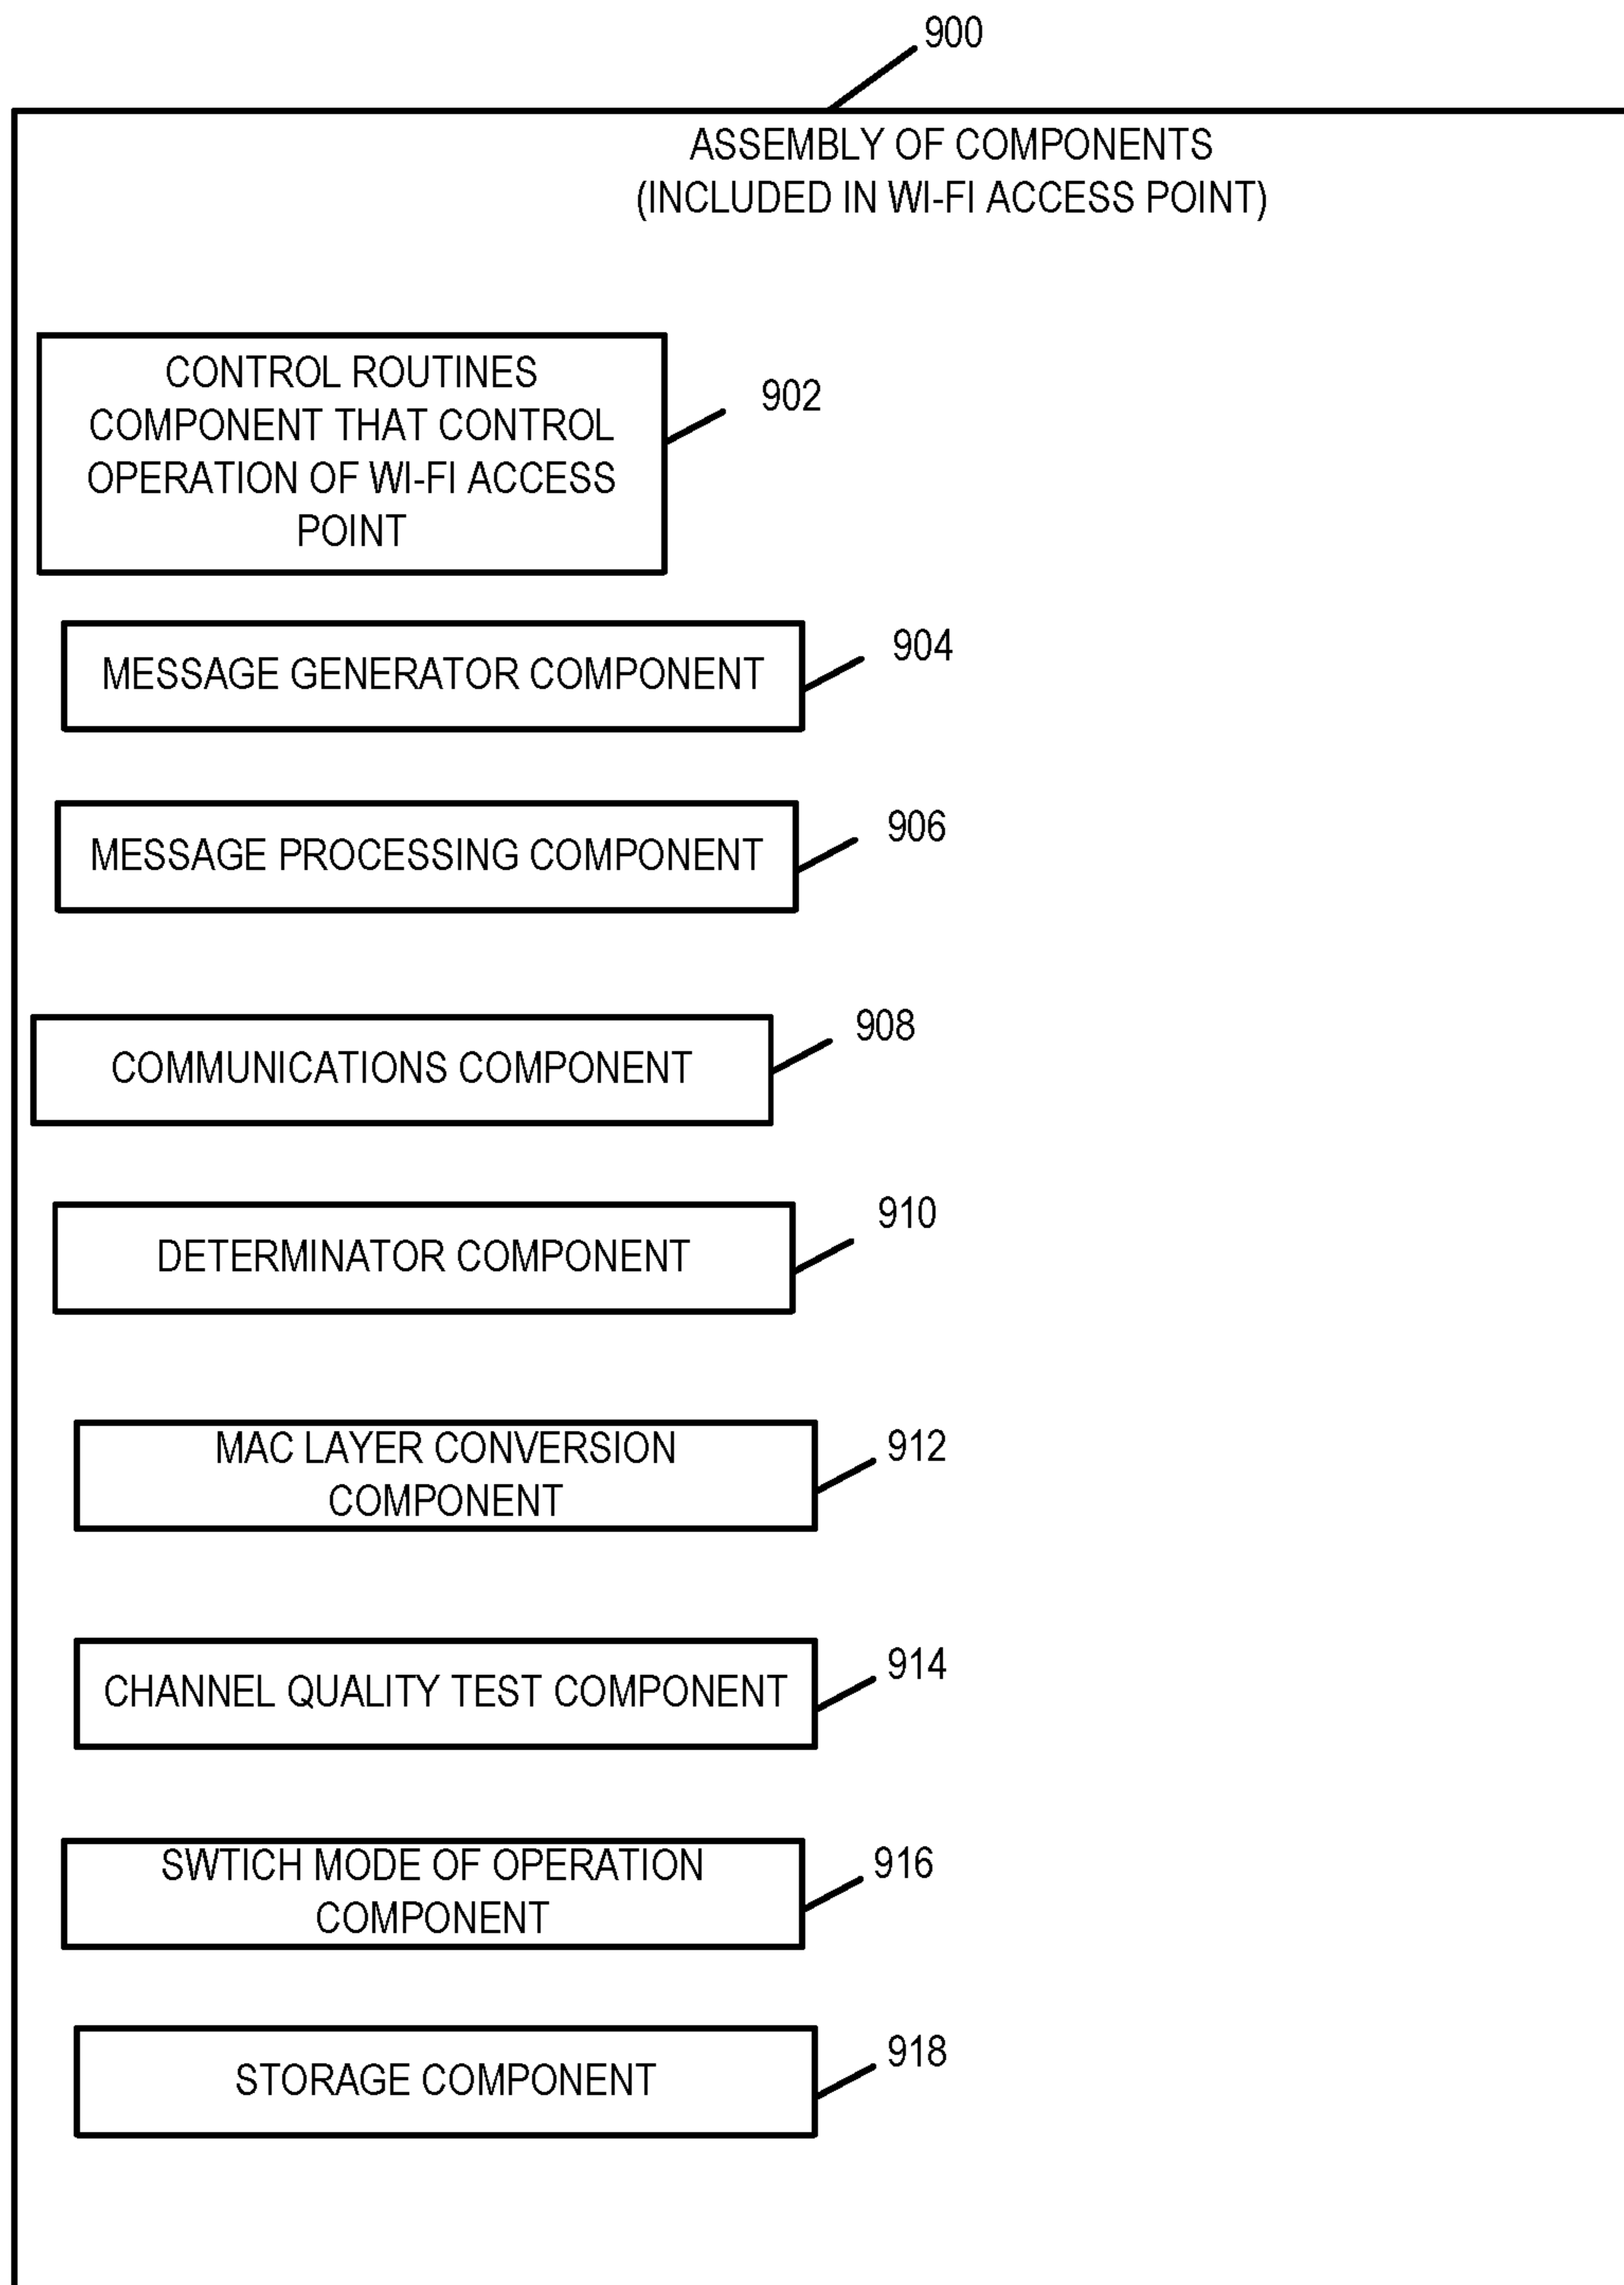 900
ASSEMBLY OF COMPONENTS
(INCLUDED IN WI-FI ACCESS POINT)
CONTROL ROUTINES
COMPONENT THAT CONTROL
OPERATION OF WI-FI ACCESS
POINT
902
MESSAGE GENERATOR COMPONENT
904
MESSAGE PROCESSING COMPONENT
906
COMMUNICATIONS COMPONENT
908
DETERMINATOR COMPONENT
910
MAC LAYER CONVERSION
COMPONENT
912
CHANNEL QUALITY TEST COMPONENT
914
SWTICH MODE OF OPERATION
COMPONENT
916
STORAGE COMPONENT
918